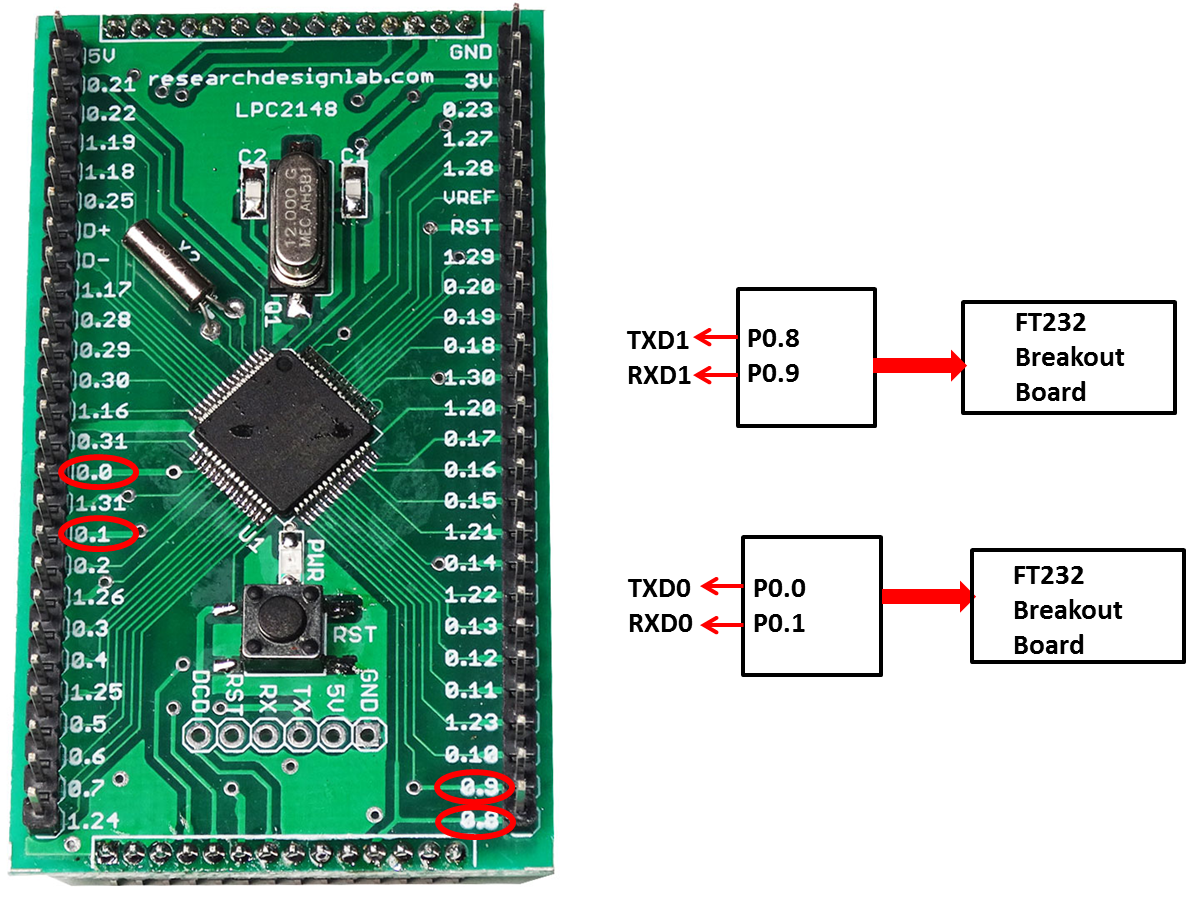 5V
GND
0.21
researchdesignlab.com
3V
0.22
LPC2148
0.23
1.19
1.27
1.18
C2
C1
1.28
0.25
12.000 G
MEC AH5B1
VREF
D+
RST
D-
1.29
1.17
0.20
0.28
Q1
0.19
0.29
0.18
0.30
1.30
1.16
1.20
0.31
0.17
0.0
0.16
1.31
0.15
0.1
U1
1.21
0.2
PWR
0.14
1.26
1.22
0.3
RST
0.13
0.4
0.12
1.25
DCD
RST
RX
TX
5V
GND
0.11
0.5
1.23
0.6
0.10
0.7
0.9
1.24
0.8
TXD1
RXD1
P0.8
P0.9
FT232
Breakout
Board
TXD0
RXD0
P0.0
P0.1
FT232
Breakout
Board